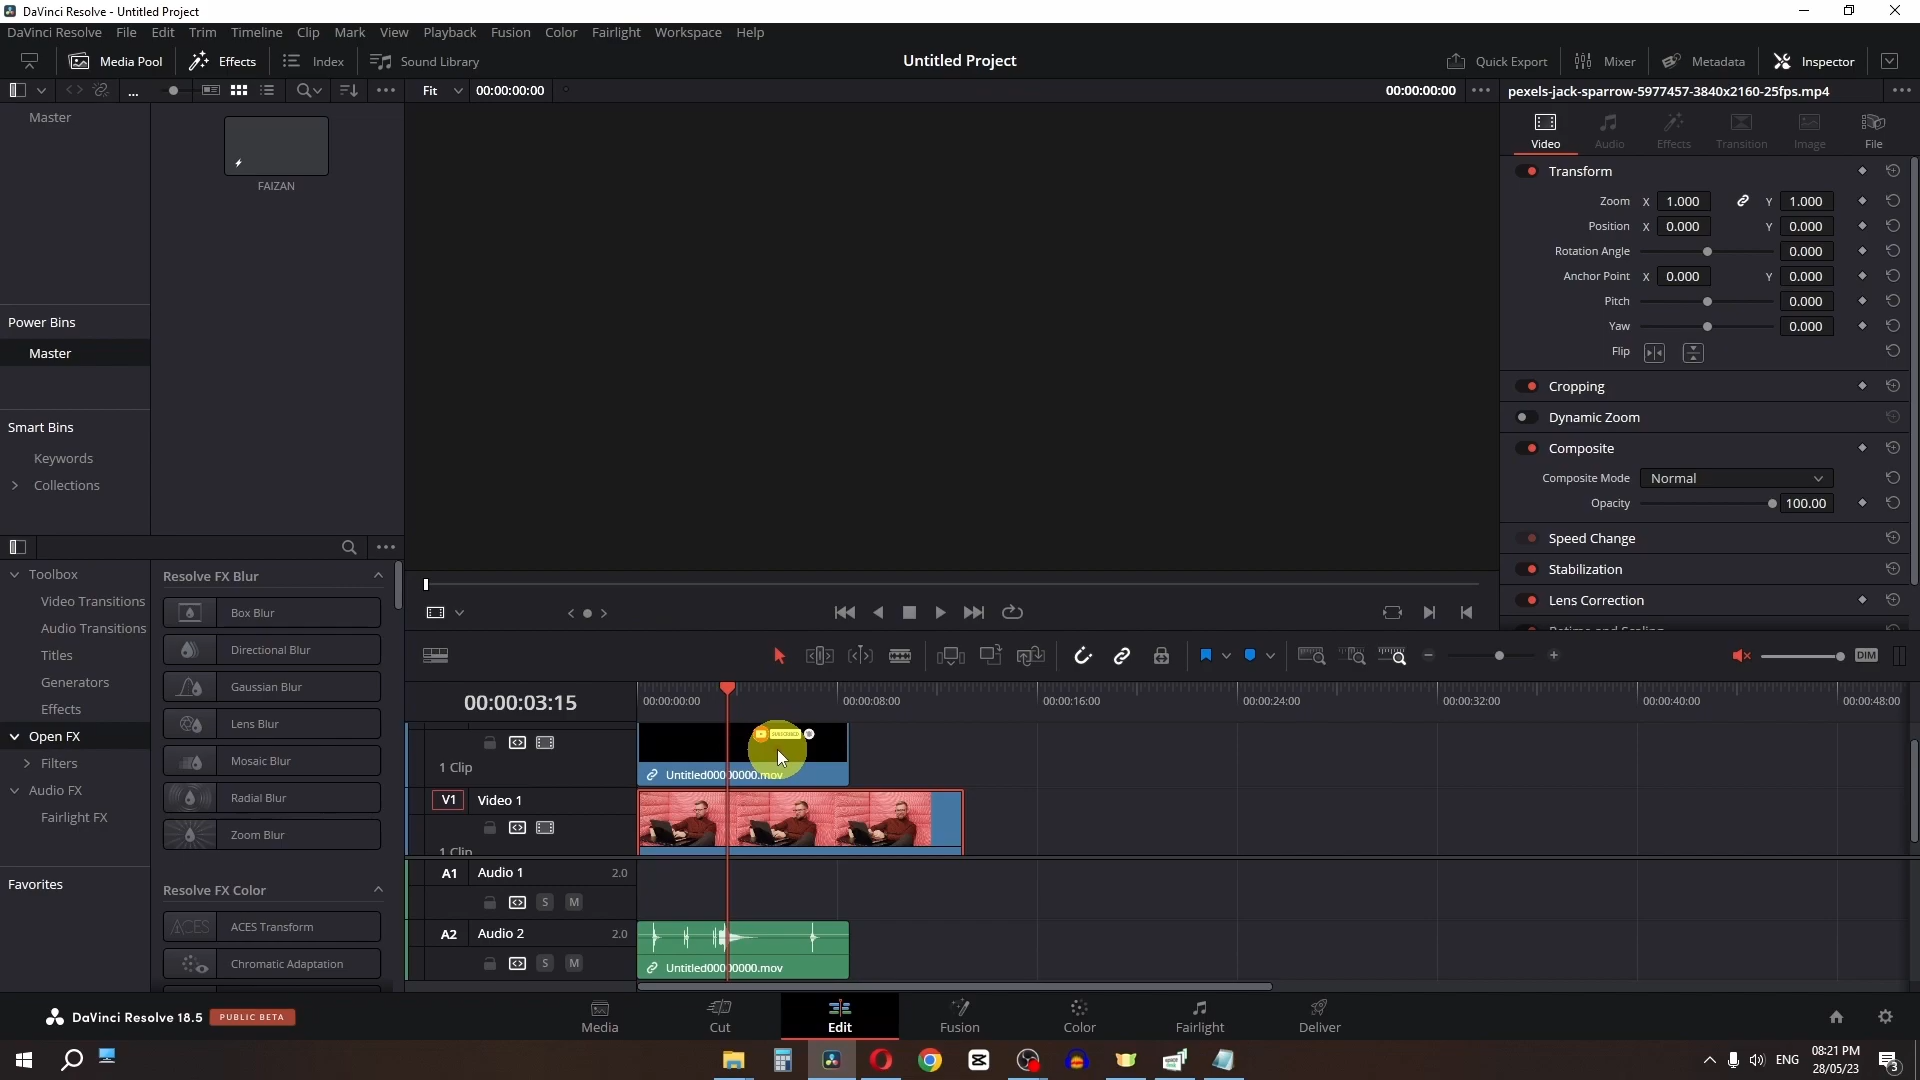 DaVinci Resolve - Untitled Project
DaVinci Resolve File Edit Trim Timeline Clip Mark View Playback Fusion Color Fairlight Workspace Help
Media Pool Effects Index Sound Library Untitled Project Quick Export Mixer Metadata Inspector
... Fit 00:00:00:00 00:00:00:00 pexels-jack-sparrow-5977457-3840x2160-25fps.mp4
Master
FAIZAN
Power Bins
Master
Smart Bins
Keywords
Collections
Video Audio Effects Transition Image File
Transform
Zoom X 1.000 Y 1.000
Position X 0.000 Y 0.000
Rotation Angle 0.000
Anchor Point X 0.000 Y 0.000
Pitch 0.000
Yaw 0.000
Flip
Cropping
Dynamic Zoom
Composite
Composite Mode Normal
Opacity 100.00
Speed Change
Stabilization
Lens Correction
Retime and Scaling
Toolbox
Video Transitions
Audio Transitions
Titles
Generators
Effects
Open FX
Filters
Audio FX
Fairlight FX
Favorites
Resolve FX Blur
Box Blur
Directional Blur
Gaussian Blur
Lens Blur
Mosaic Blur
Radial Blur
Zoom Blur
Resolve FX Color
ACES ACES Transform
Chromatic Adaptation
DIM
00:00:03:15 00:00:00:00 00:00:08:00 00:00:16:00 00:00:24:00 00:00:32:00 00:00:40:00 00:00:48:00
1 Clip
Untitled00000000.mov
V1 Video 1
1 Clip
A1 Audio 1 2.0
S M
A2 Audio 2 2.0
S M
Untitled00000000.mov
DaVinci Resolve 18.5 PUBLIC BETA
Media Cut Edit Fusion Color Fairlight Deliver
ENG 08:21 PM
28/05/23 3